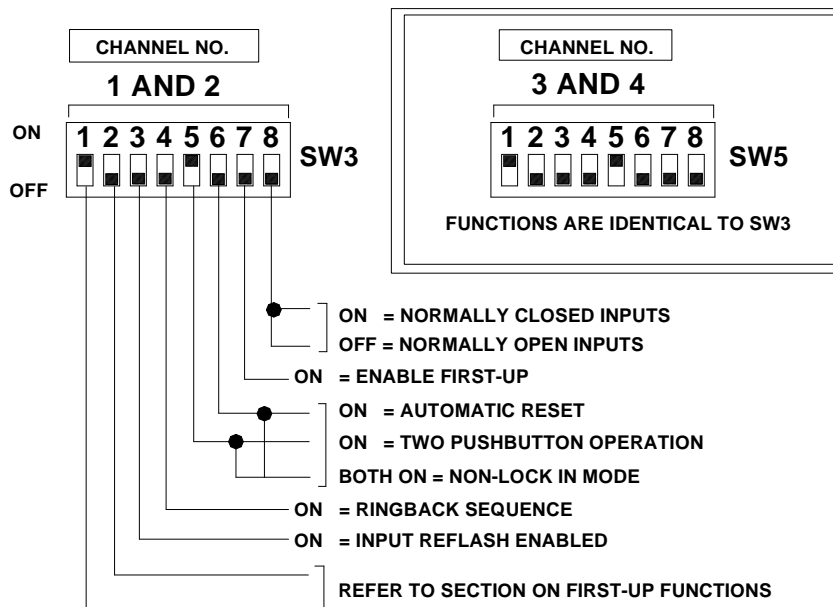 CHANNEL NO.
1 AND 2
ON
1 2 3 4 5 6 7 8
SW3
OFF
CHANNEL NO.
3 AND 4
1 2 3 4 5 6 7 8
SW5
FUNCTIONS ARE IDENTICAL TO SW3
ON = NORMALLY CLOSED INPUTS
OFF = NORMALLY OPEN INPUTS
ON = ENABLE FIRST-UP
ON = AUTOMATIC RESET
ON = TWO PUSHBUTTON OPERATION
BOTH ON = NON-LOCK IN MODE
ON = RINGBACK SEQUENCE
ON = INPUT REFLASH ENABLED
REFER TO SECTION ON FIRST-UP FUNCTIONS